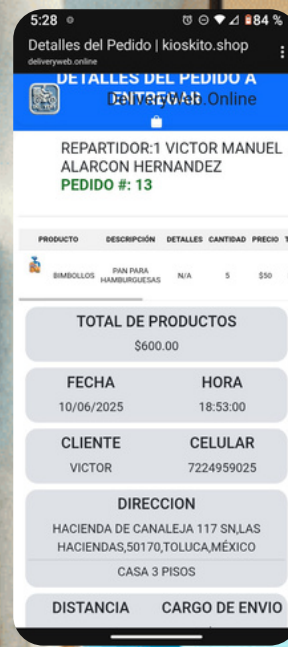 5:28
84 %
Detalles del Pedido | kioskito.shop
deliveryweb.online
DETALLES DEL PEDIDO A
ENTREGAR
DeliveryWeb.Online
REPARTIDOR:1 VICTOR MANUEL
ALARCON HERNANDEZ
PEDIDO #: 13
PRODUCTO DESCRIPCIÓN DETALLES CANTIDAD PRECIO T
BIMBOLLOS PAN PARA HAMBURGUESAS N/A 5 $50
TOTAL DE PRODUCTOS
$600.00
FECHA HORA
10/06/2025 18:53:00
CLIENTE CELULAR
VICTOR 7224959025
DIRECCION
HACIENDA DE CANALEJA 117 SN,LAS
HACIENDAS,50170,TOLUCA,MÉXICO
CASA 3 PISOS
DISTANCIA CARGO DE ENVIO